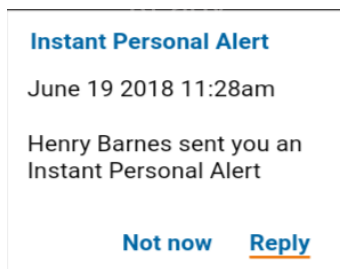 Instant Personal Alert
June 19 2018 11:28am
Henry Barnes sent you an
Instant Personal Alert
Not now Reply